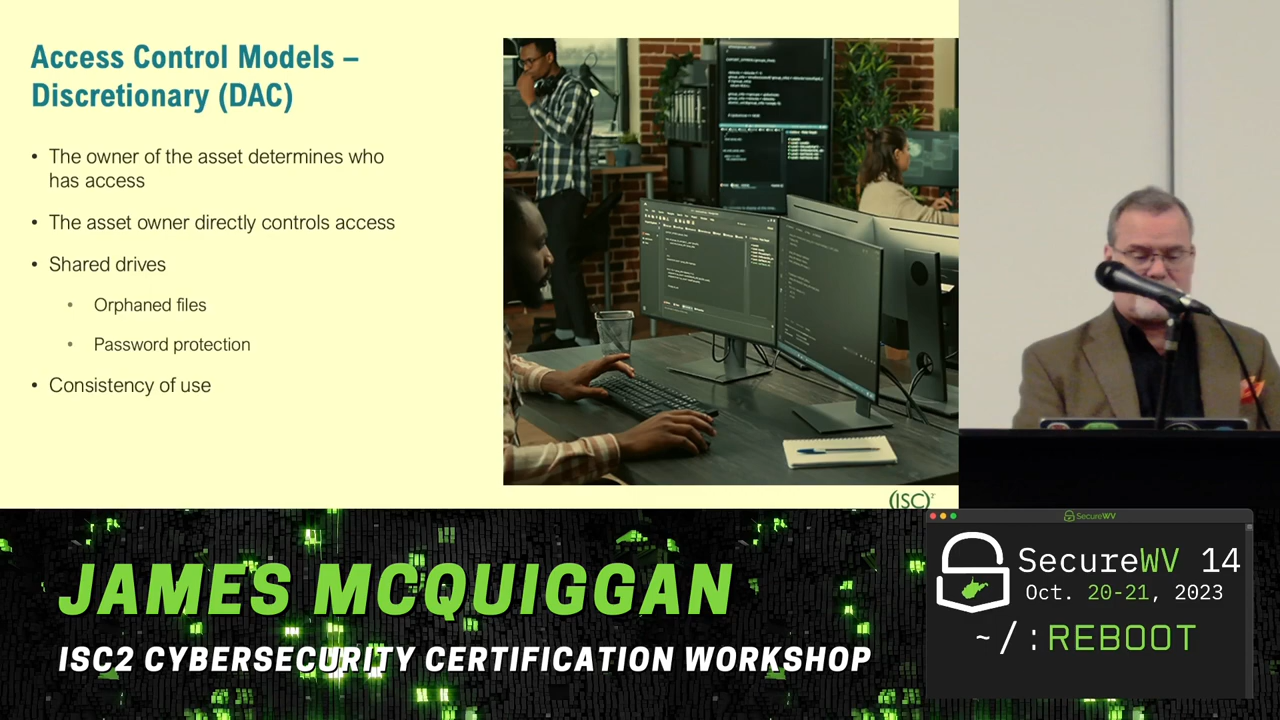 Access Control Models –
Discretionary (DAC)
• The owner of the asset determines who
has access
• The asset owner directly controls access
• Shared drives
• Orphaned files
• Password protection
• Consistency of use
(ISC)²
JAMES MCQUIGGAN
ISC2 CYBERSECURITY CERTIFICATION WORKSHOP
SecureWV
SecureWV 14
Oct. 20-21, 2023
~/:REBOOT